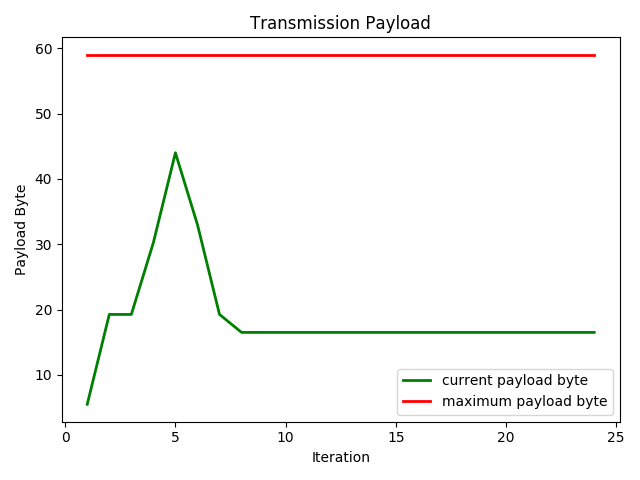 Transmission Payload
60
50
40
30
20
10
Payload Byte
0
5
10
15
20
25
Iteration
current payload byte
maximum payload byte